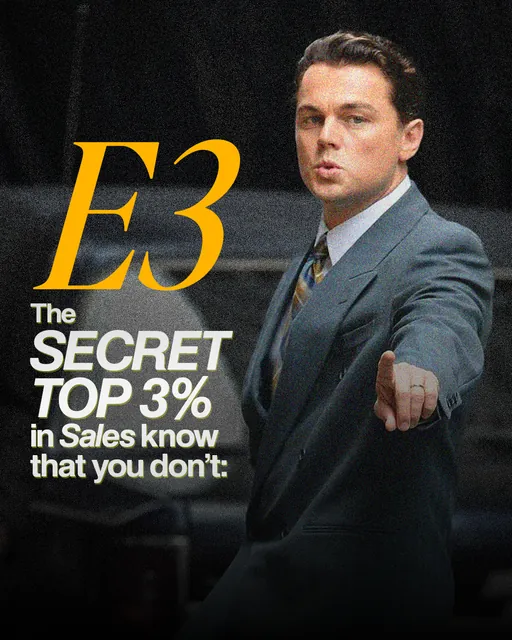 E3
The
SECRET
TOP 3%
in Sales know
that you don't: